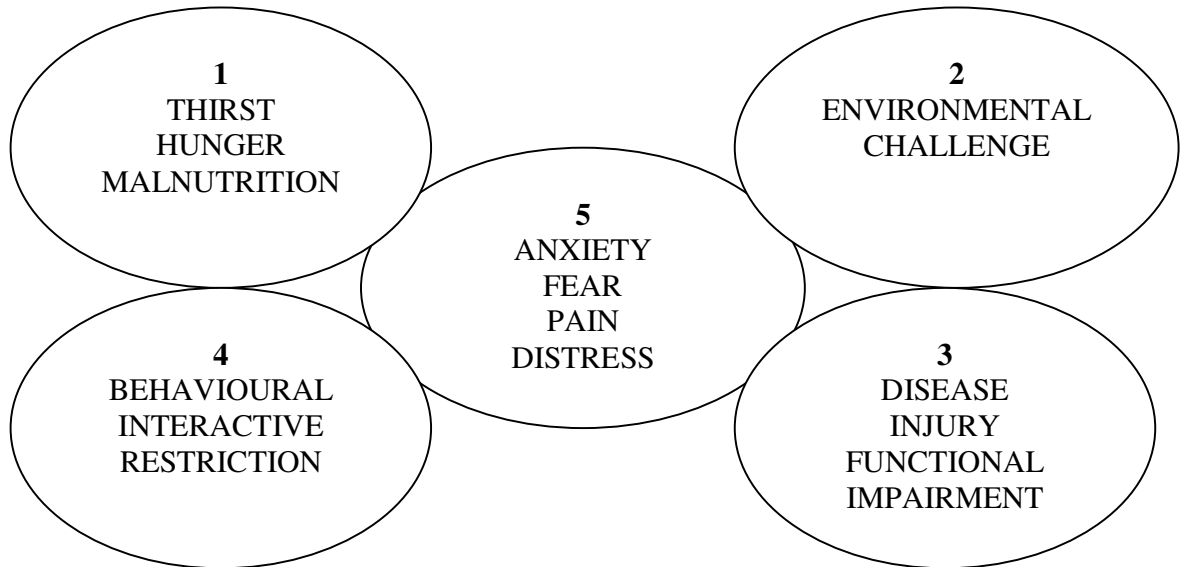 1
THIRST
HUNGER
MALNUTRITION
2
ENVIRONMENTAL
CHALLENGE
5
ANXIETY
FEAR
PAIN
DISTRESS
4
BEHAVIOURAL
INTERACTIVE
RESTRICTION
3
DISEASE
INJURY
FUNCTIONAL
IMPAIRMENT